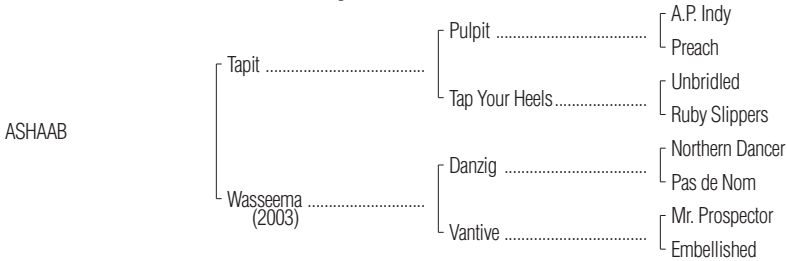 A.P. Indy
Pulpit ........................................
Preach
Tapit ..........................................
Unbridled
Tap Your Heels ........................
Ruby Slippers
ASHAAB
Northern Dancer
Danzig ......................................
Pas de Nom
Wasseema ..............................
(2003)
Mr. Prospector
Vantive ......................................
Embellished